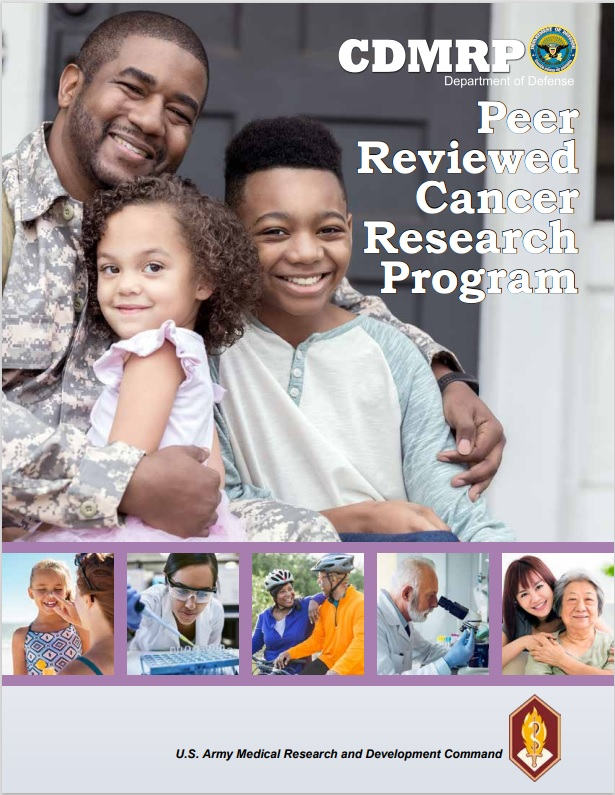 CDMRP
Department of Defense
Peer
Reviewed
Cancer
Research
Program
U.S. Army Medical Research and Development Command